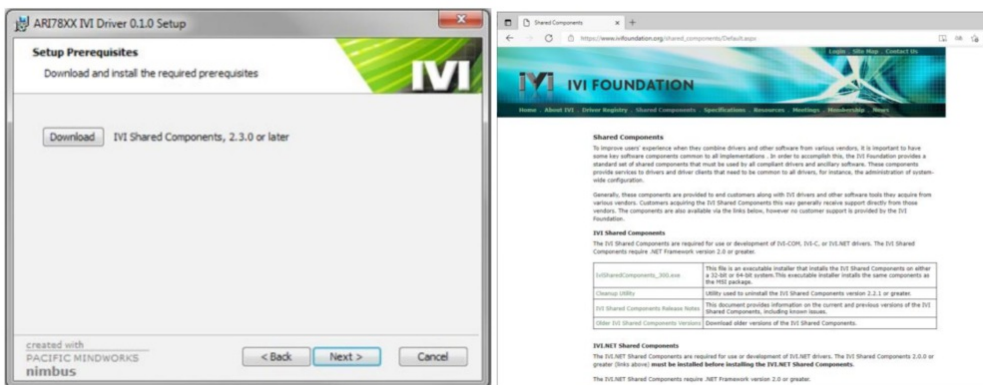 ARI78XX IVI Driver 0.1.0 Setup
Setup Prerequisites
Download and install the required prerequisites
IVI
Download IVI Shared Components, 2.3.0 or later
created with
PACIFIC MINDWORKS
nimbus
< Back Next > Cancel
Shared Components
https://www.ivifoundation.org/shared_components/Default.aspx
Login . Site Map . Contact Us
IVI IVI FOUNDATION
Home . About IVI . Driver Registry . Shared Components . Specifications . Resources . Meetings . Membership . News
Shared Components
To improve users' experience when they combine drivers and other software from various vendors, it is important to have
some key software components common to all implementations . In order to accomplish this, the IVI Foundation provides a
standard set of shared components that must be used by all compliant drivers and ancillary software. These components
provide services to drivers and driver clients that need to be common to all drivers, for instance, the administration of system-
wide configuration.
Generally, these components are provided to end customers along with IVI drivers and other software tools they acquire from
various vendors. Customers acquiring the IVI Shared Components this way generally receive support directly from those
vendors. The components are also available via the links below, however no customer support is provided by the IVI
Foundation.
IVI Shared Components
The IVI Shared Components are required for use or development of IVI-COM, IVI-C, or IVI.NET drivers. The IVI Shared
Components require .NET Framework version 2.0 or greater.
IviSharedComponents_300.exe
This file is an executable installer that installs the IVI Shared Components on either
a 32-bit or 64-bit system.This executable installer installs the same components as
the MSI package.
Cleanup Utility
Utility used to uninstall the IVI Shared Components version 2.2.1 or greater.
IVI Shared Components Release Notes
This document provides information on the current and previous versions of the IVI
Shared Components, including known issues.
Older IVI Shared Components Versions
Download older versions of the IVI Shared Components.
IVI.NET Shared Components
The IVI.NET Shared Components are required for use or development of IVI.NET drivers. The IVI Shared Components 2.0.0 or
greater (links above) must be installed before installing the IVI.NET Shared Components.
The IVI.NET Shared Components require .NET Framework version 2.0 or greater.